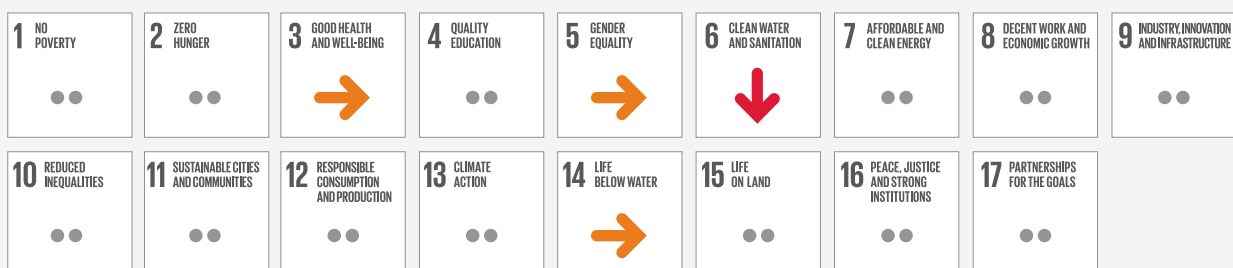 1 NO
POVERTY
2 ZERO
HUNGER
3 GOOD HEALTH
AND WELL-BEING
4 QUALITY
EDUCATION
5 GENDER
EQUALITY
6 CLEAN WATER
AND SANITATION
7 AFFORDABLE AND
CLEAN ENERGY
8 DECENT WORK AND
ECONOMIC GROWTH
9 INDUSTRY, INNOVATION
AND INFRASTRUCTURE
10 REDUCED
INEQUALITIES
11 SUSTAINABLE CITIES
AND COMMUNITIES
12 RESPONSIBLE
CONSUMPTION
AND PRODUCTION
13 CLIMATE
ACTION
14 LIFE
BELOW WATER
15 LIFE
ON LAND
16 PEACE, JUSTICE
AND STRONG
INSTITUTIONS
17 PARTNERSHIPS
FOR THE GOALS